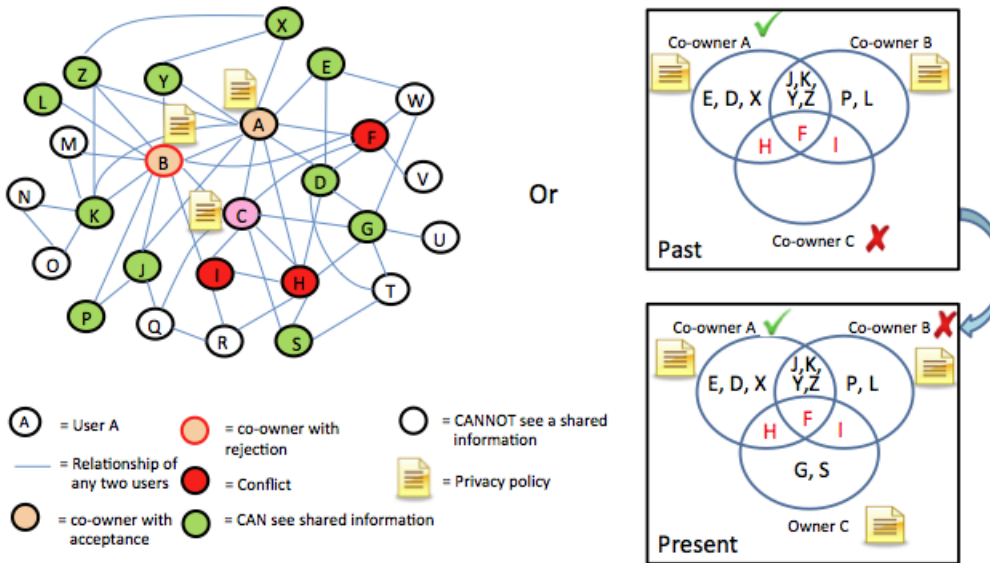 X
Z
Y
E
L
W
A
F
M
B
D
V
N
K
C
G
U
O
J
I
H
T
P
Q
R
S
A
= User A
= Relationship of
any two users
= co-owner with
acceptance
= co-owner with
rejection
= Conflict
= CAN see shared information
= CANNOT see a shared
information
= Privacy policy
Or
Co-owner A
Co-owner B
J,K,
Y,Z
E, D, X
P, L
F
H
I
Co-owner C
Past
Co-owner A
Co-owner B
J,K,
Y,Z
E, D, X
P, L
F
H
I
G, S
Owner C
Present